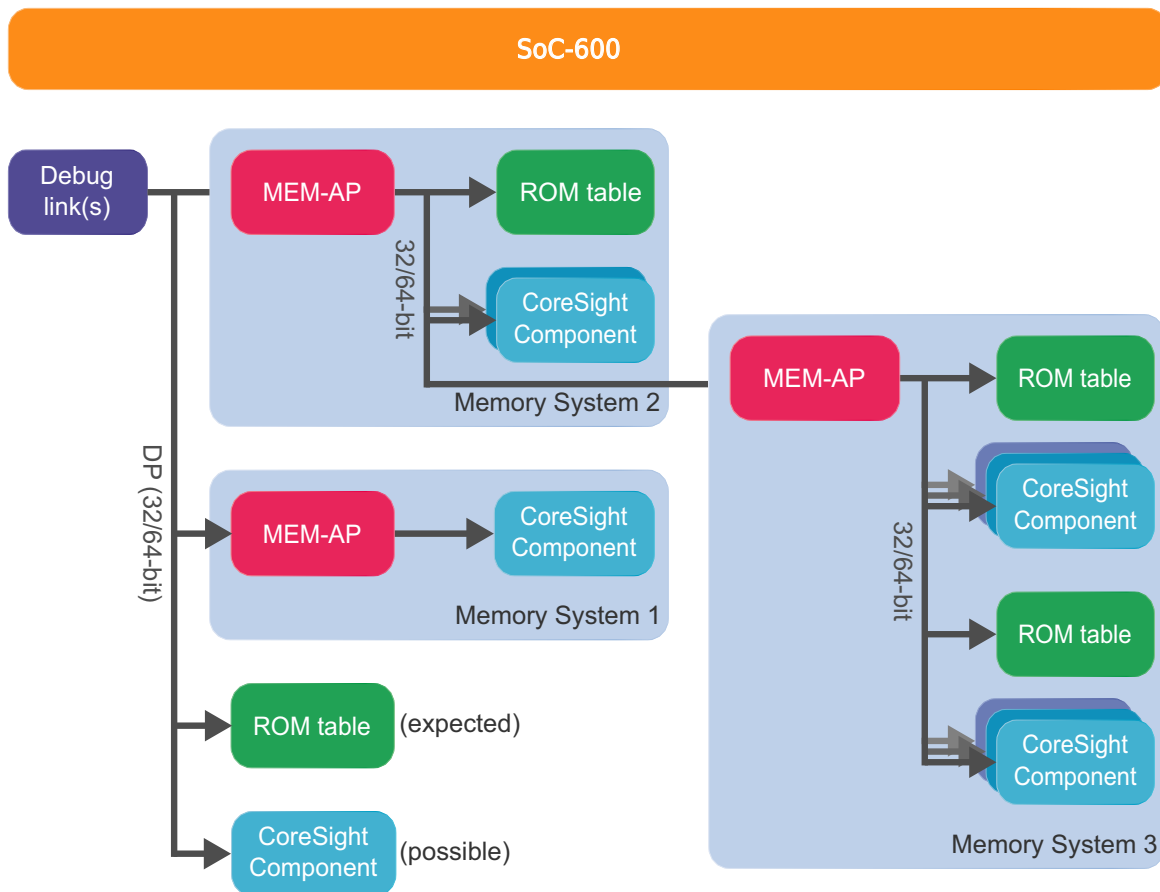 SoC-600
Debug
link(s)
MEM-AP
ROM table
32/64-bit
CoreSight
Component
Memory System 2
MEM-AP
ROM table
CoreSight
Component
32/64-bit
ROM table
CoreSight
Component
Memory System 3
DP (32/64-bit)
MEM-AP
CoreSight
Component
Memory System 1
ROM table
(expected)
CoreSight
Component
(possible)